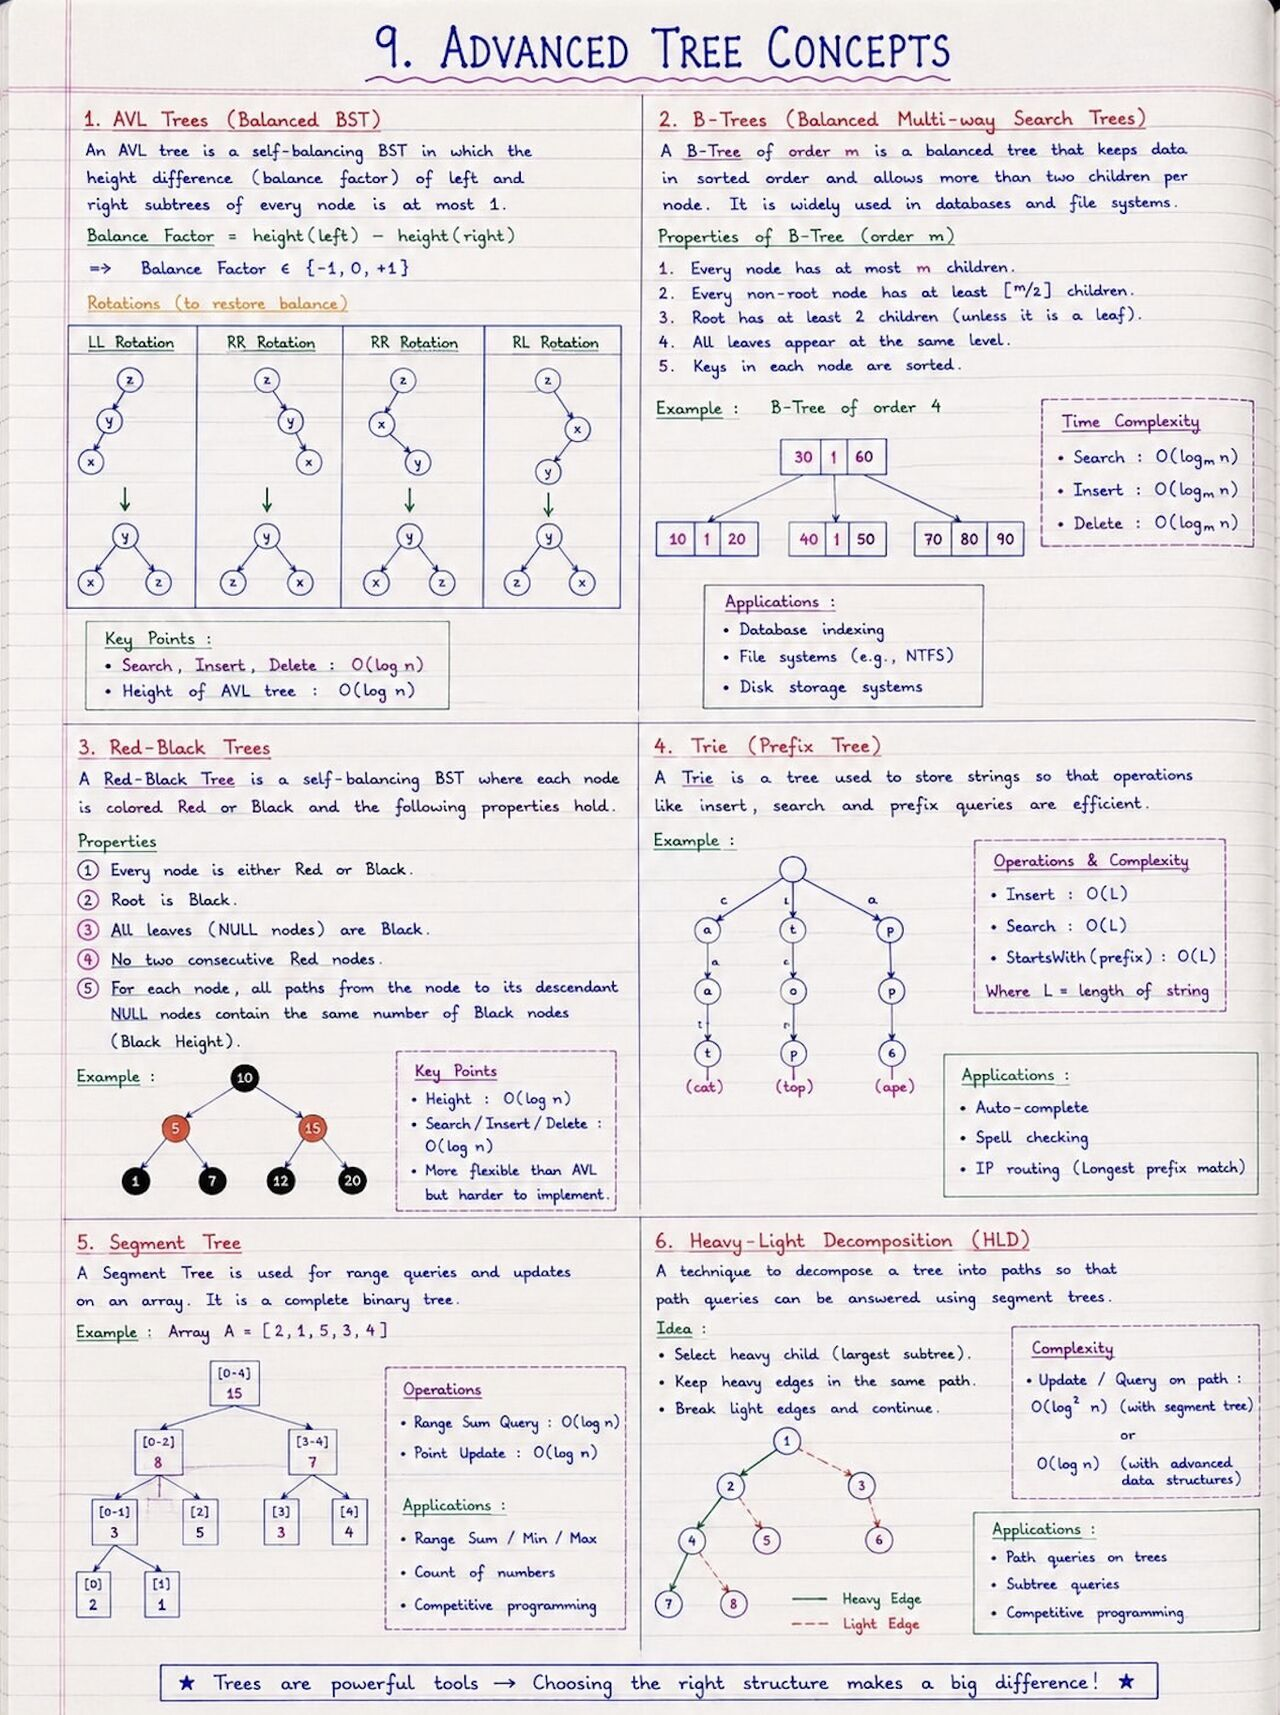 9. ADVANCED TREE CONCEPTS
1. AVL Trees (Balanced BST)
An AVL tree is a self-balancing BST in which the
height difference (balance factor) of left and
right subtrees of every node is at most 1.
Balance Factor = height(left) − height(right)
⇒ Balance Factor ∈ {-1, 0, +1}
Rotations (to restore balance)
LL Rotation
z
y
x
y
x z
RR Rotation
z
y
x
y
z x
RR Rotation
z
x
y
y
x z
RL Rotation
z
x
y
y
z x
Key Points :
• Search, Insert, Delete : O(log n)
• Height of AVL tree : O(log n)
2. B-Trees (Balanced Multi-way Search Trees)
A B-Tree of order m is a balanced tree that keeps data
in sorted order and allows more than two children per
node. It is widely used in databases and file systems.
Properties of B-Tree (order m)
1. Every node has at most m children.
2. Every non-root node has at least ⌈m/2⌉ children.
3. Root has at least 2 children (unless it is a leaf).
4. All leaves appear at the same level.
5. Keys in each node are sorted.
Example : B-Tree of order 4
30 1 60
10 1 20 40 1 50 70 80 90
Time Complexity
• Search : O(logₘ n)
• Insert : O(logₘ n)
• Delete : O(logₘ n)
Applications :
• Database indexing
• File systems (e.g., NTFS)
• Disk storage systems
3. Red-Black Trees
A Red-Black Tree is a self-balancing BST where each node
is colored Red or Black and the following properties hold.
Properties
① Every node is either Red or Black.
② Root is Black.
③ All leaves (NULL nodes) are Black.
④ No two consecutive Red nodes.
⑤ For each node, all paths from the node to its descendant
NULL nodes contain the same number of Black nodes
(Black Height).
Example :
10
5 15
1 7 12 20
Key Points
• Height : O(log n)
• Search/Insert/Delete :
O(log n)
• More flexible than AVL
but harder to implement.
4. Trie (Prefix Tree)
A Trie is a tree used to store strings so that operations
like insert, search and prefix queries are efficient.
Example :
c a
a t p
a
a o p
t
t p 6
(cat) (top) (ape)
Operations & Complexity
• Insert : O(L)
• Search : O(L)
• StartsWith(prefix) : O(L)
Where L = length of string
Applications :
• Auto-complete
• Spell checking
• IP routing (Longest prefix match)
5. Segment Tree
A Segment Tree is used for range queries and updates
on an array. It is a complete binary tree.
Example : Array A = [2, 1, 5, 3, 4]
[0-4]
15
[0-2] [3-4]
8 7
[0-1] [2] [3] [4]
3 5 3 4
[0] [1]
2 1
Operations
• Range Sum Query : O(log n)
• Point Update : O(log n)
Applications :
• Range Sum / Min / Max
• Count of numbers
• Competitive programming
6. Heavy-Light Decomposition (HLD)
A technique to decompose a tree into paths so that
path queries can be answered using segment trees.
Idea :
• Select heavy child (largest subtree).
• Keep heavy edges in the same path.
• Break light edges and continue.
1
2 3
4 5 6
7 8
Heavy Edge
Light Edge
Complexity
• Update / Query on path :
O(log² n) (with segment tree)
or
O(log n) (with advanced
data structures)
Applications :
• Path queries on trees
• Subtree queries
• Competitive programming
★ Trees are powerful tools → Choosing the right structure makes a big difference! ★